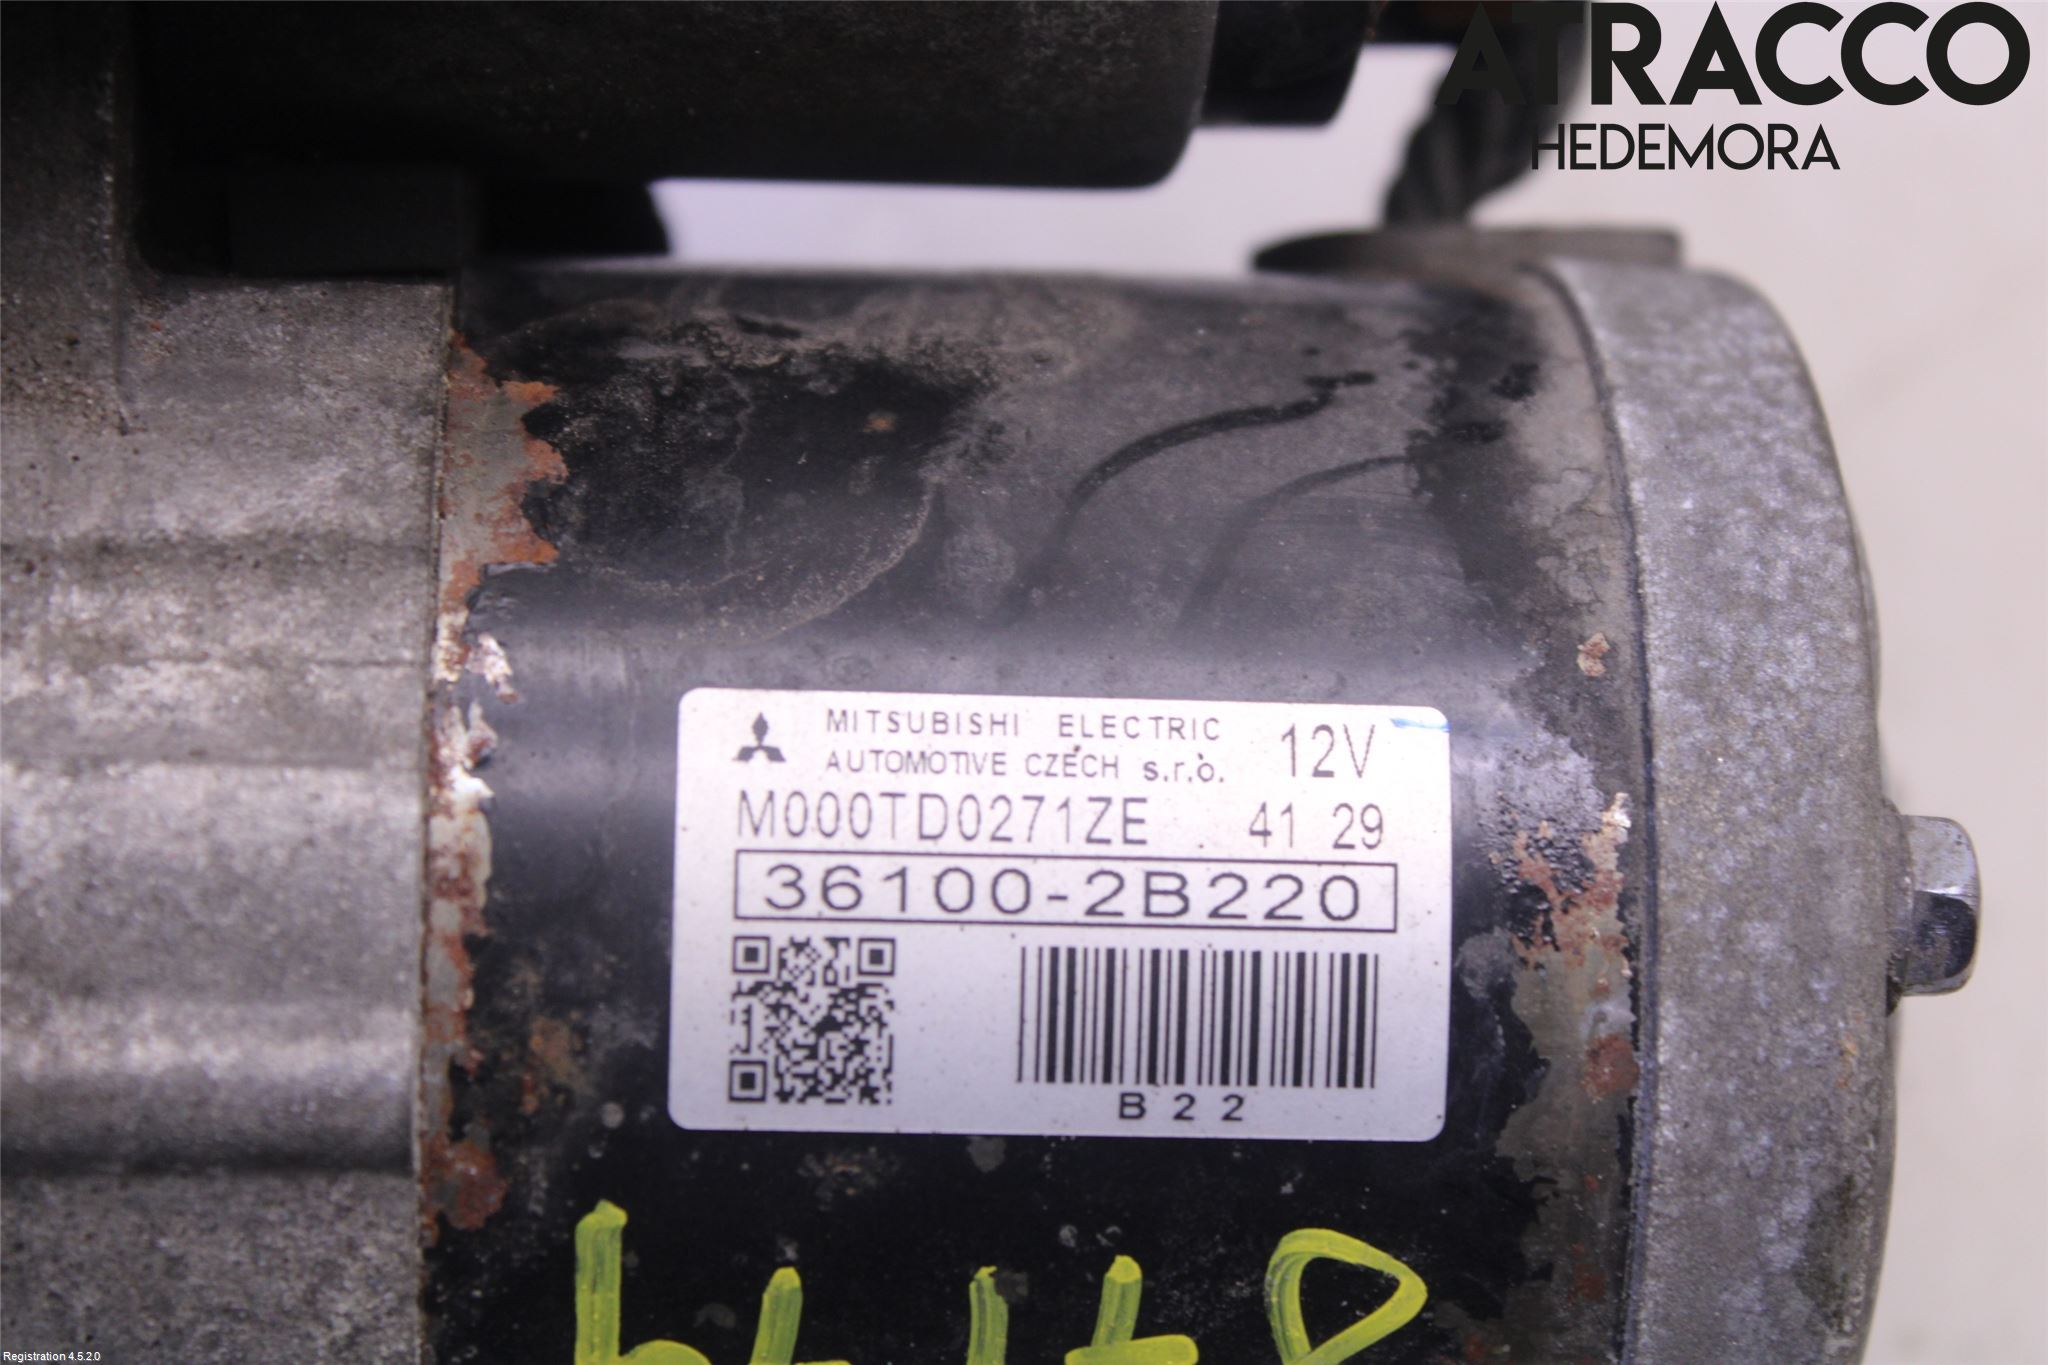 ATRACCO
HEDEMORA
MITSUBISHI ELECTRIC
AUTOMOTIVE CZECH s.r.o. 12V
M000TD0271ZE 41 29
36100-2B220
B22
Registration 4.5.2.0